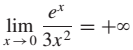 lim x→0 e^x / 3x^2 = +∞